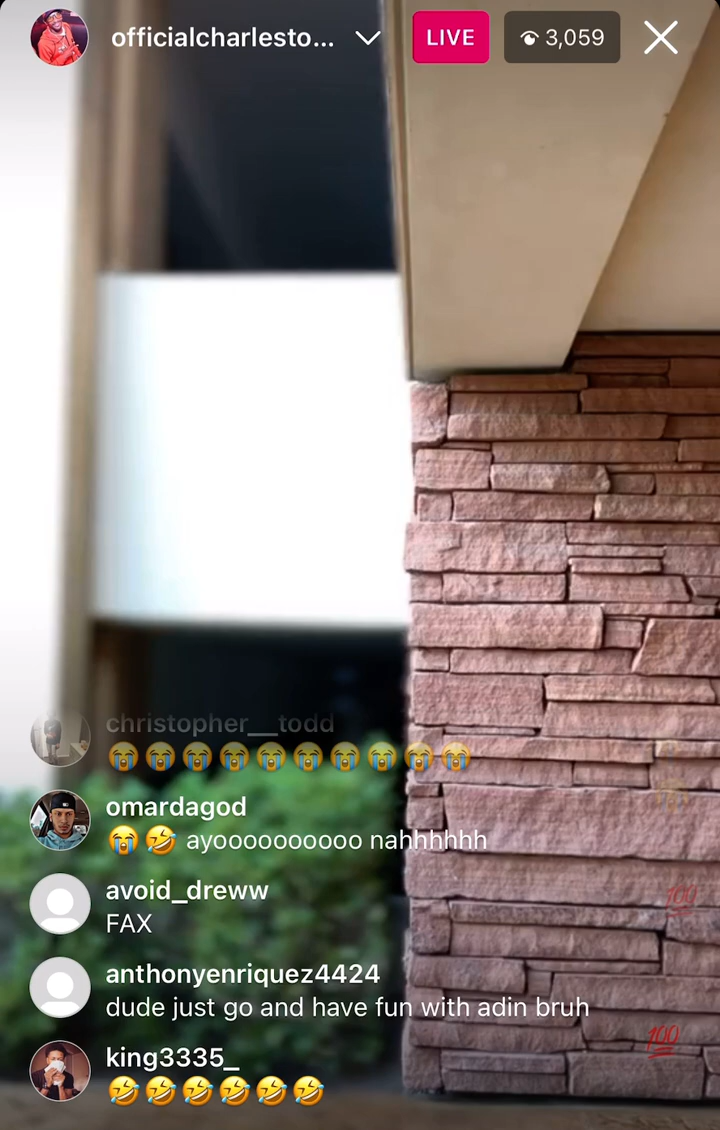 officialcharlesto...
LIVE
3,059
christopher__todd
😭😭😭😭😭😭😭😭😭😭
omardagod
😭🤣 ayoooooooooo nahhhhhh
avoid_dreww
FAX
anthonyenriquez4424
dude just go and have fun with adin bruh
💯
💯
king3335_
🤣🤣🤣🤣🤣🤣